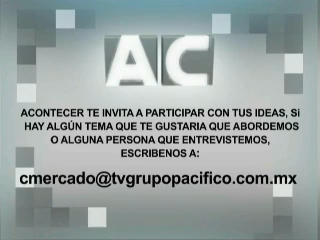 AC
ACONTECER TE INVITA A PARTICIPAR CON TUS IDEAS, Si
HAY ALGÚN TEMA QUE TE GUSTARIA QUE ABORDEMOS
O ALGUNA PERSONA QUE ENTREVISTEMOS,
ESCRIBENOS A:
cmercado@tvgrupopacifico.com.mx